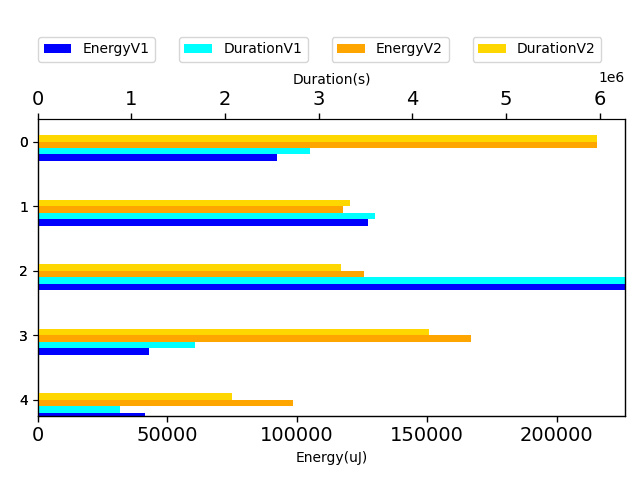 EnergyV1 DurationV1 EnergyV2 DurationV2
Duration(s)
1e6
0 1 2 3 4 5 6
0
1
2
3
4
0 50000 100000 150000 200000
Energy(uJ)